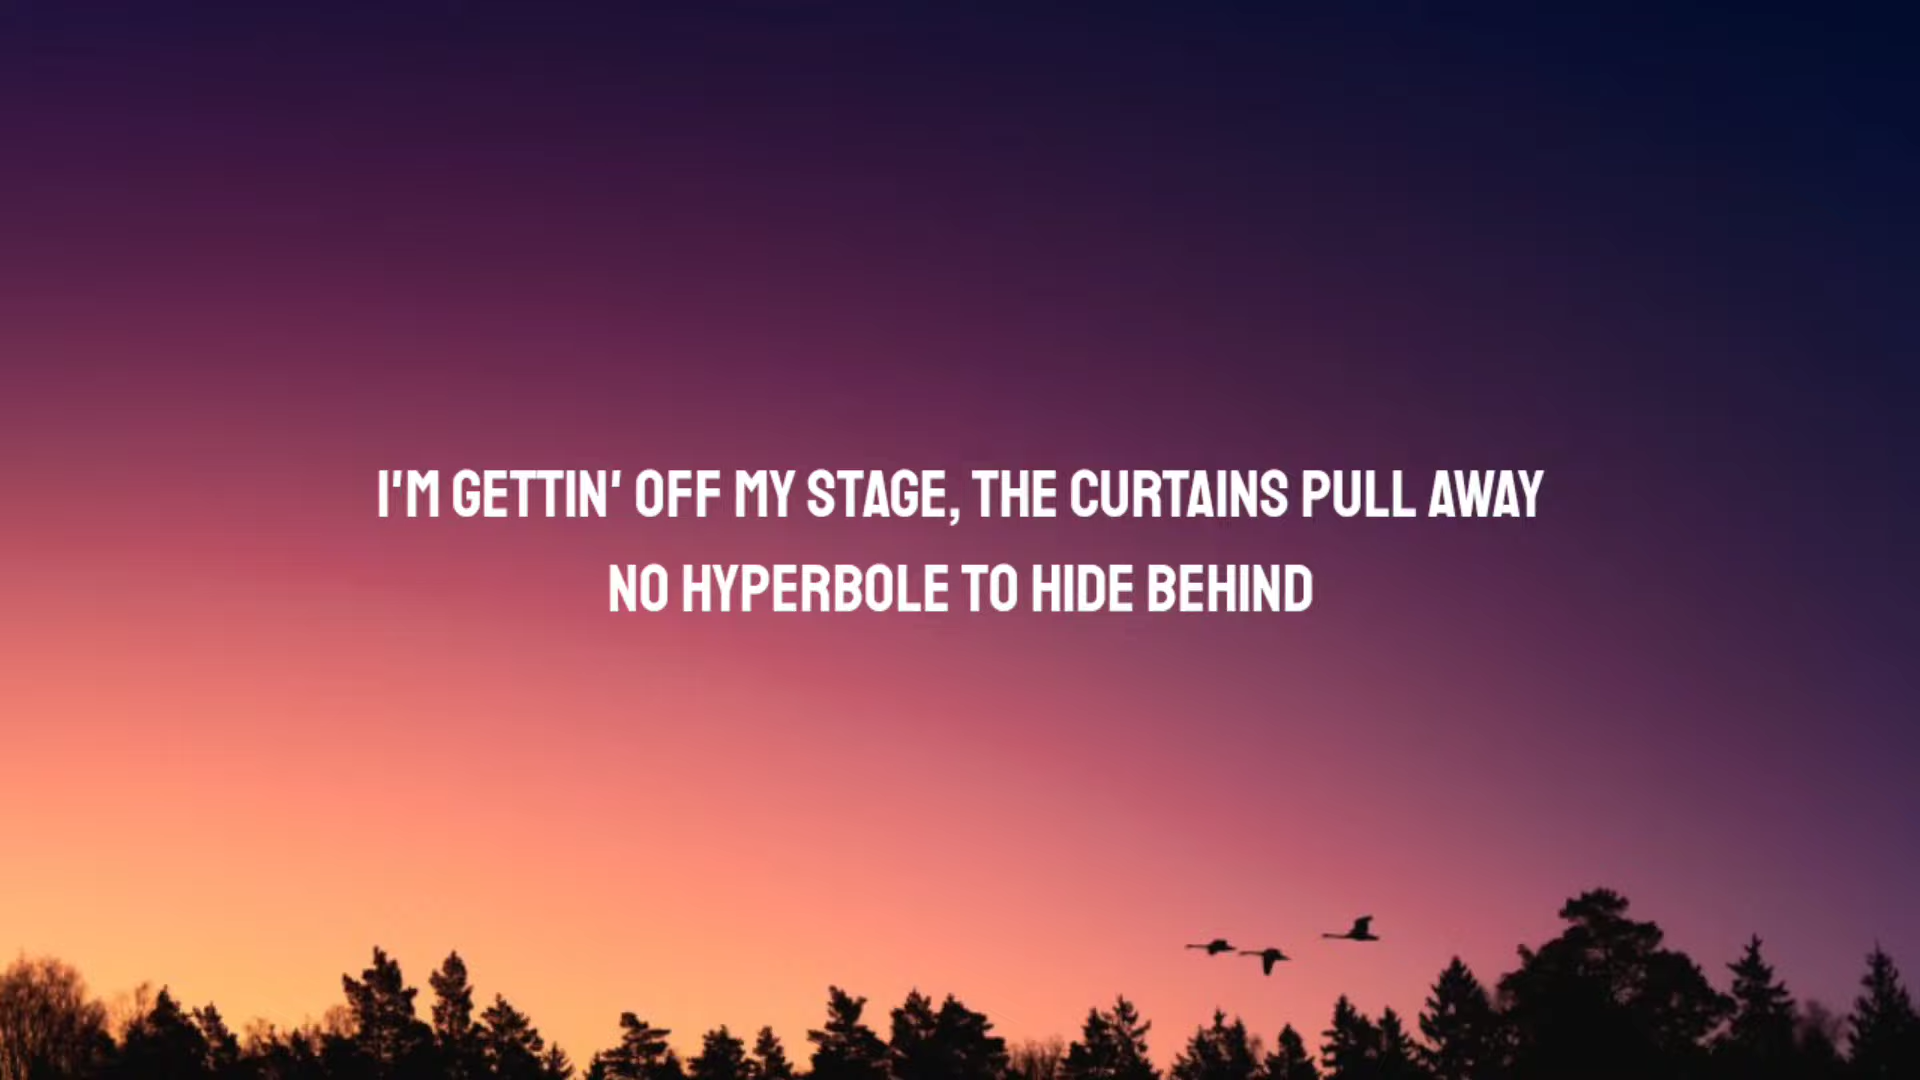 I'M GETTIN' OFF MY STAGE, THE CURTAINS PULL AWAY
NO HYPERBOLE TO HIDE BEHIND